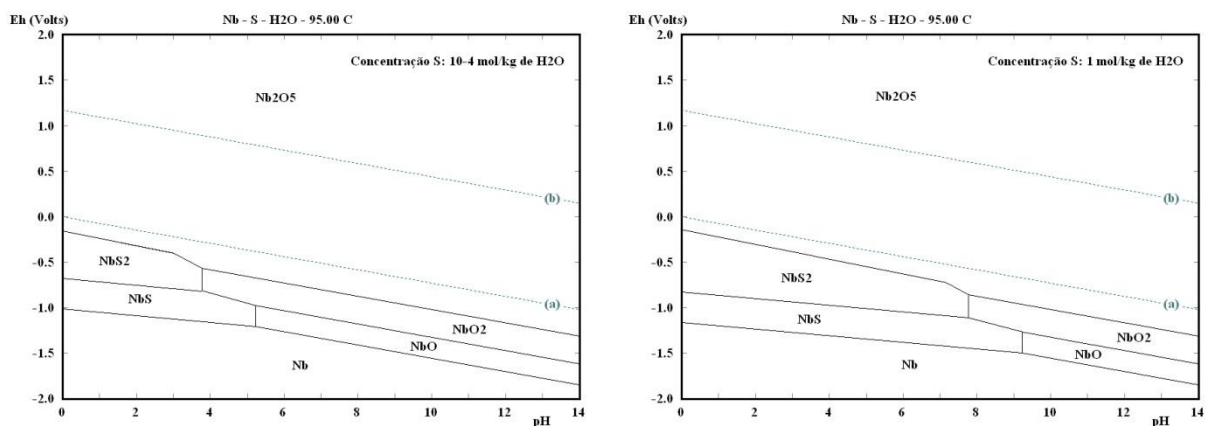 Eh (Volts)
Nb - S - H2O - 95.00 C
2.0
Concentração S: 10-4 mol/kg de H2O
1.5
Nb2O5
1.0
0.5
(b)
0.0
NbS2
-0.5
NbS
(a)
-1.0
NbO2
NbO
-1.5
Nb
-2.0
0 2 4 6 8 10 12 14
pH
Eh (Volts)
Nb - S - H2O - 95.00 C
2.0
Concentração S: 1 mol/kg de H2O
1.5
Nb2O5
1.0
0.5
(b)
0.0
-0.5
NbS2
(a)
-1.0
NbS
NbO2
-1.5
NbO
Nb
-2.0
0 2 4 6 8 10 12 14
pH